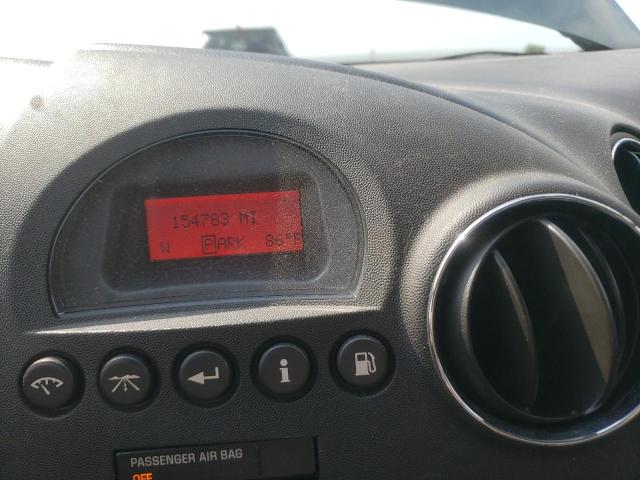 154783 MI
W PARK 86°F
i
PASSENGER AIR BAG
OFF